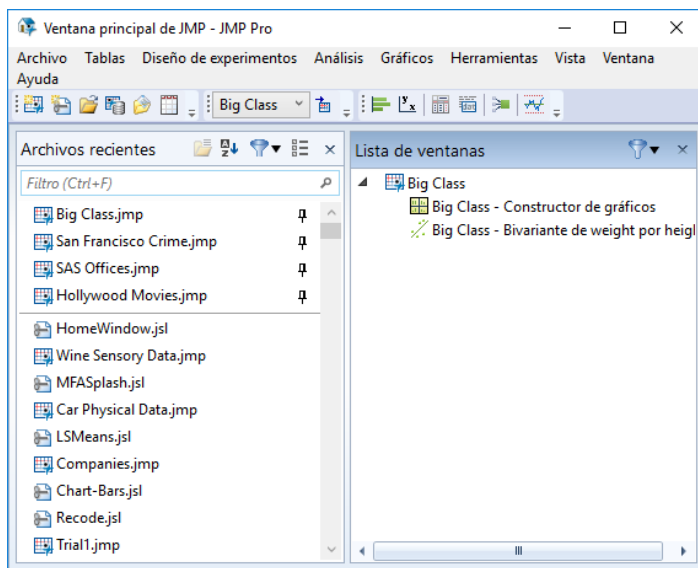 Ventana principal de JMP - JMP Pro
Archivo Tablas Diseño de experimentos Análisis Gráficos Herramientas Vista Ventana
Ayuda
Big Class
Archivos recientes
Filtro (Ctrl+F)
Big Class.jmp
San Francisco Crime.jmp
SAS Offices.jmp
Hollywood Movies.jmp
HomeWindow.jsl
Wine Sensory Data.jmp
MFASplash.jsl
Car Physical Data.jmp
LSMeans.jsl
Companies.jmp
Chart-Bars.jsl
Recode.jsl
Trial1.jmp
Lista de ventanas
Big Class
Big Class - Constructor de gráficos
Big Class - Bivariante de weight por heigl